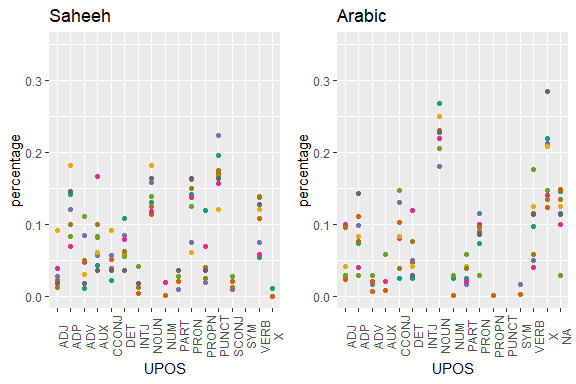 Saheeh
Arabic
percentage
0.3
0.2
0.1
0.0
ADJ
ADP
ADV
AUX
CCONJ
DET
INTJ
NOUN
NUM
PART
PRON
PROPN
PUNCT
SCONJ
SYM
VERB
X
UPOS
percentage
0.3
0.2
0.1
0.0
ADJ
ADP
ADV
AUX
CCONJ
DET
INTJ
NOUN
NUM
PART
PRON
PROPN
PUNCT
SYM
VERB
X
NA
UPOS